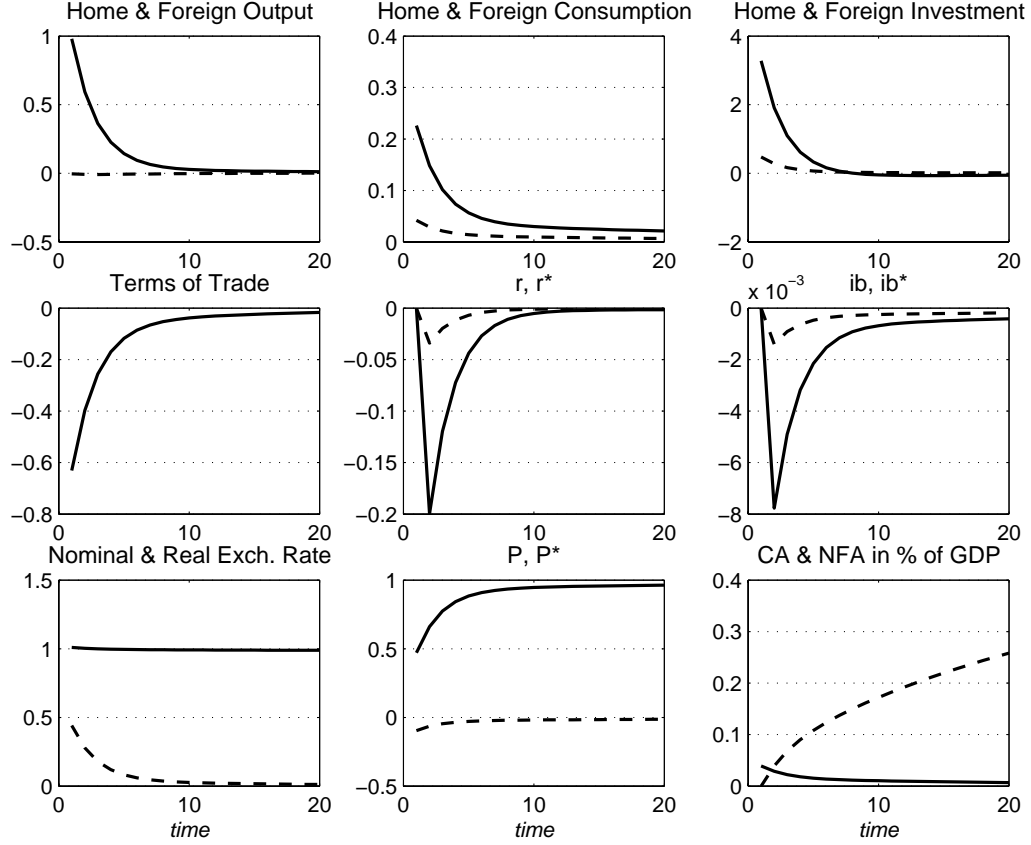 Home & Foreign Output
Home & Foreign Consumption
Home & Foreign Investment
1
0.5
0
−0.5
0 10 20
0.4
0.3
0.2
0.1
0
0 10 20
4
2
0
−2
0 10 20
Terms of Trade
r, r*
ib, ib*
0
−0.2
−0.4
−0.6
−0.8
0 10 20
0
−0.05
−0.1
−0.15
−0.2
0 10 20
x 10−3
0
−2
−4
−6
−8
0 10 20
Nominal & Real Exch. Rate
P, P*
CA & NFA in % of GDP
1.5
1
0.5
0
0 10 20
time
1
0.5
0
−0.5
0 10 20
time
0.4
0.3
0.2
0.1
0
0 10 20
time